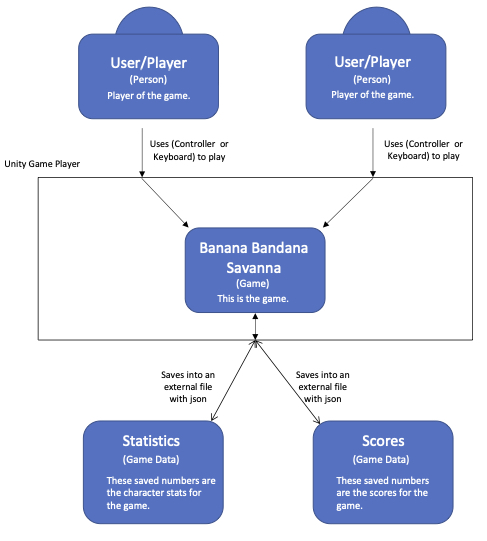 User/Player
(Person)
Player of the game.
User/Player
(Person)
Player of the game.
Uses (Controller or
Keyboard) to play
Uses (Controller or
Keyboard) to play
Unity Game Player
Banana Bandana
Savanna
(Game)
This is the game.
Saves into an
external file
with json
Saves into an
external file
with json
Statistics
(Game Data)
These saved numbers are
the character stats for
the game.
Scores
(Game Data)
These saved numbers
are the scores for the
game.